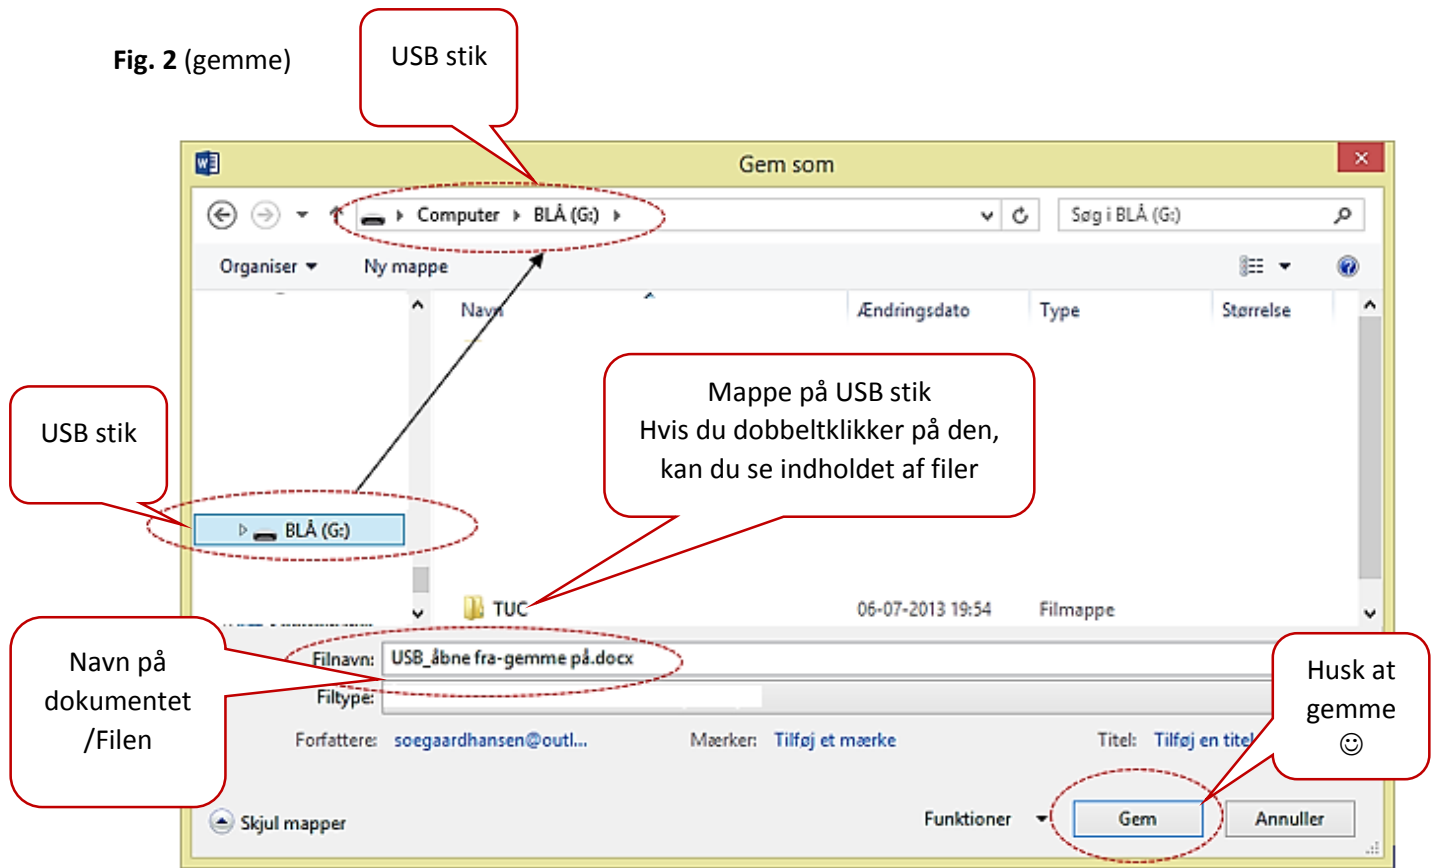 Fig. 2 (gemme)
USB stik
Gem som
Computer BLÅ (G:)
Søg i BLÅ (G:)
Organiser
Ny mappe
Navn
Ændringsdato
Type
Størrelse
USB stik
Mappe på USB stik
Hvis du dobbeltklikker på den,
kan du se indholdet af filer
BLÅ (G:)
TUC
06-07-2013 19:54
Filmappe
Navn på
dokumentet
/Filen
Filnavn:
USB_åbne fra-gemme på.docx
Filtype:
Forfattere:
soegaardhansen@outl...
Mærker:
Tilføj et mærke
Titel:
Tilføj en titel
Husk at
gemme
☺
Skjul mapper
Funktioner
Gem
Annuller